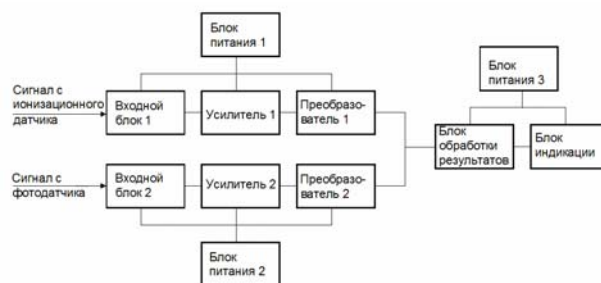 Блок
питания 1
Блок
питания 3
Сигнал с
ионизационного
датчика
Входной
блок 1
Усилитель 1
Преобразо-
ватель 1
Блок
обработки
результатов
Блок
индикации
Сигнал с
фотодатчика
Входной
блок 2
Усилитель 2
Преобразо-
ватель 2
Блок
питания 2